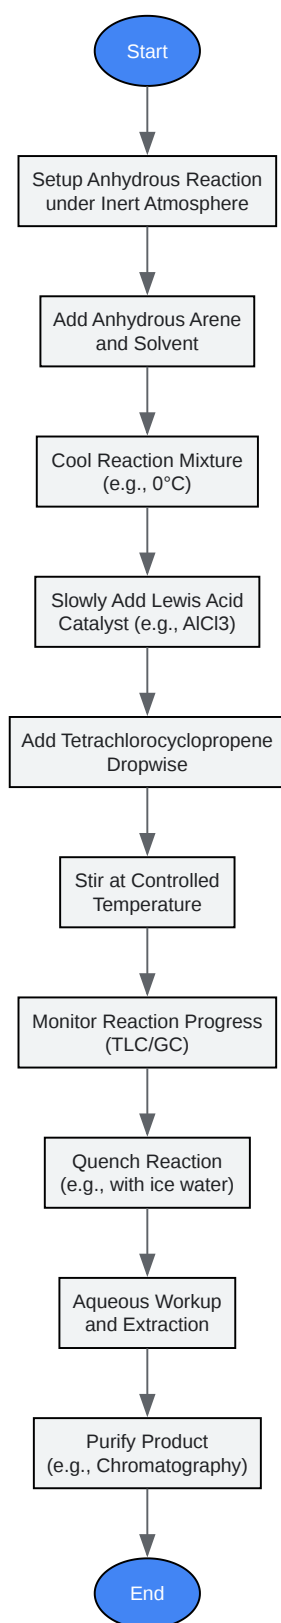 Start
Setup Anhydrous Reaction
under Inert Atmosphere
Add Anhydrous Arene
and Solvent
Cool Reaction Mixture
(e.g., 0°C)
Slowly Add Lewis Acid
Catalyst (e.g., AlCl3)
Add Tetrachlorocyclopropene
Dropwise
Stir at Controlled
Temperature
Monitor Reaction Progress
(TLC/GC)
Quench Reaction
(e.g., with ice water)
Aqueous Workup
and Extraction
Purify Product
(e.g., Chromatography)
End